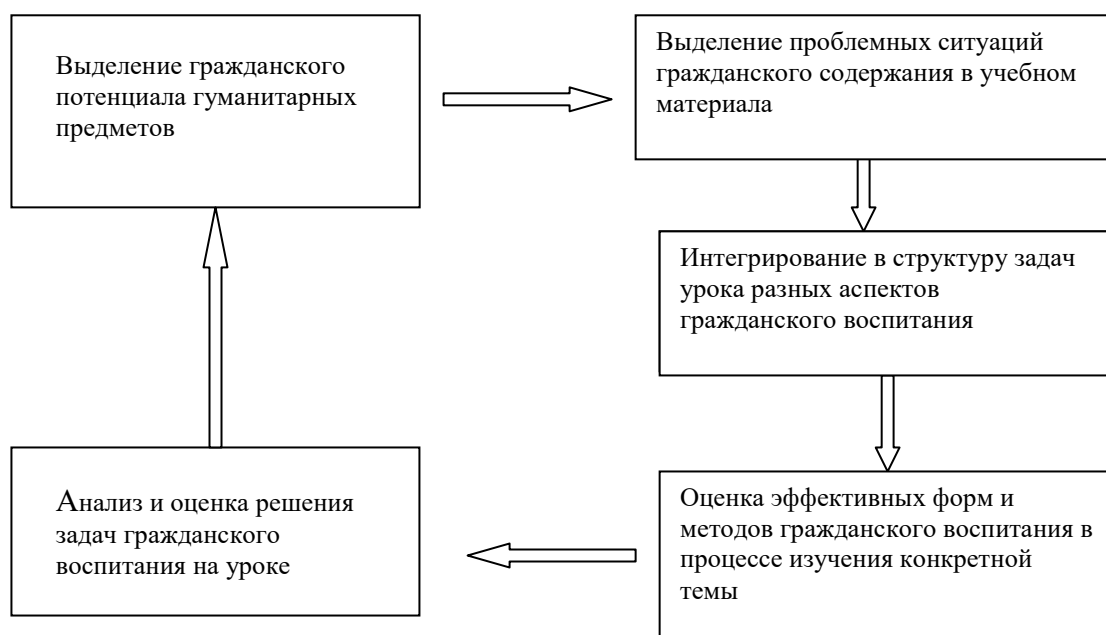 Выделение гражданского
потенциала гуманитарных
предметов
Выделение проблемных ситуаций
гражданского содержания в учебном
материала
Интегрирование в структуру задач
урока разных аспектов
гражданского воспитания
Оценка эффективных форм и
методов гражданского воспитания в
процессе изучения конкретной
темы
Анализ и оценка решения
задач гражданского
воспитания на уроке